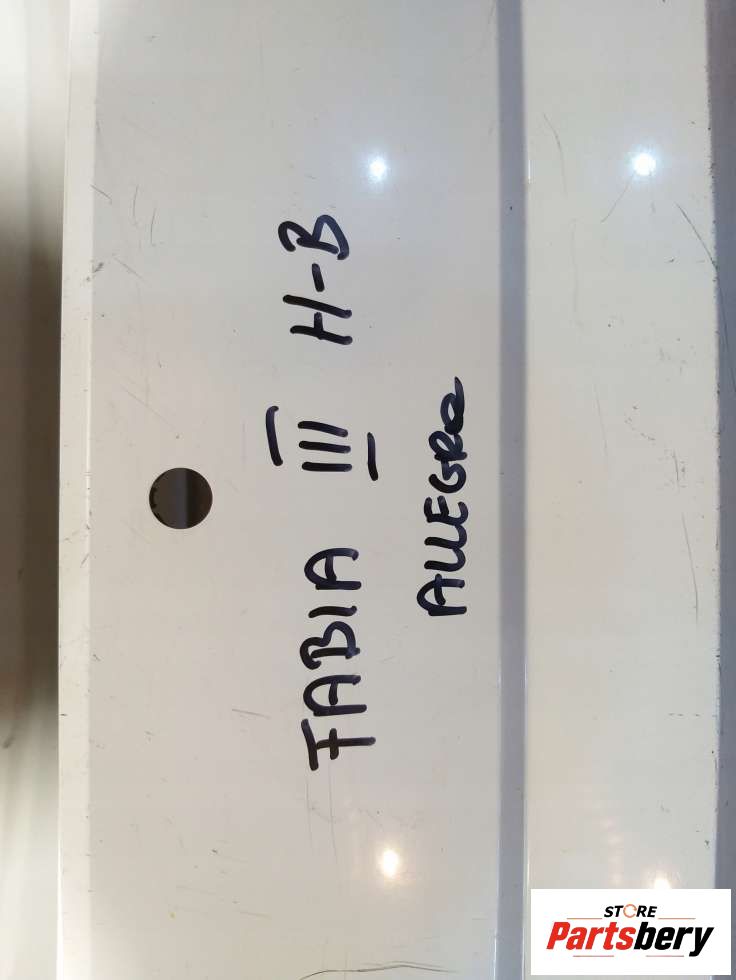 FABIA III H-B
ALLEGRO
STORE
Partsbery